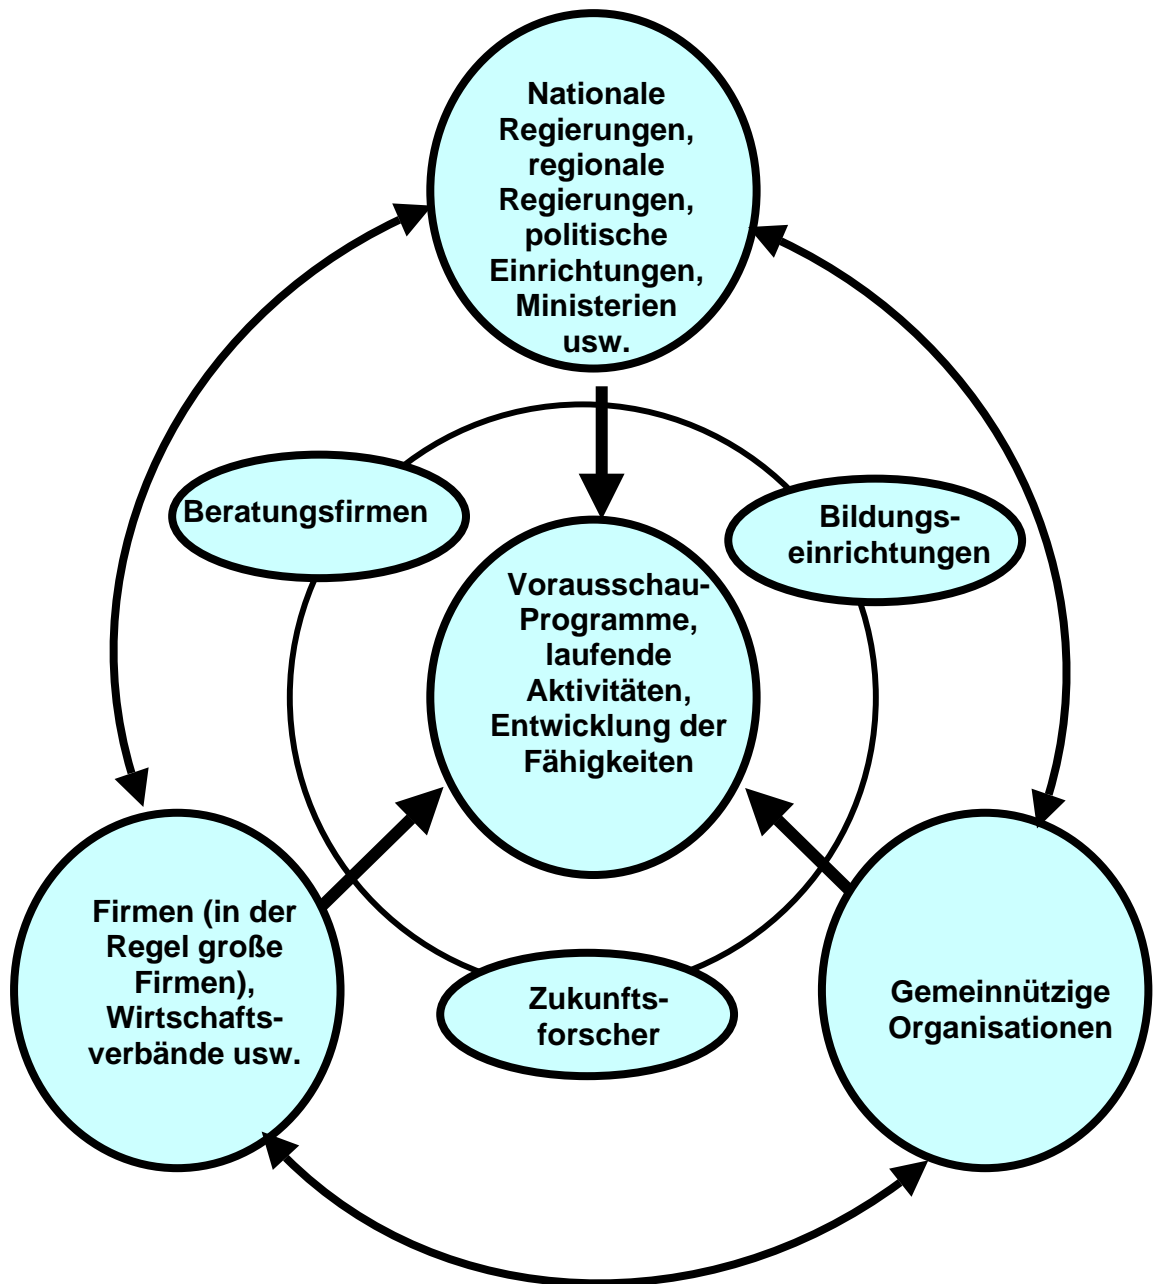 Nationale
Regierungen,
regionale
Regierungen,
politische
Einrichtungen,
Ministerien
usw.
Beratungsfirmen
Bildungs-
einrichtungen
Vorausschau-
Programme,
laufende
Aktivitäten,
Entwicklung der
Fähigkeiten
Firmen (in der
Regel große
Firmen),
Wirtschafts-
verbände usw.
Zukunfts-
forscher
Gemeinnützige
Organisationen